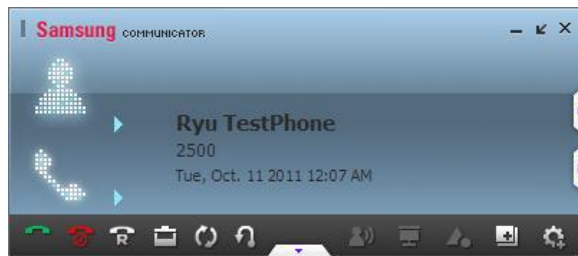 Samsung COMMUNICATOR
Ryu TestPhone
2500
Tue, Oct. 11 2011 12:07 AM
R